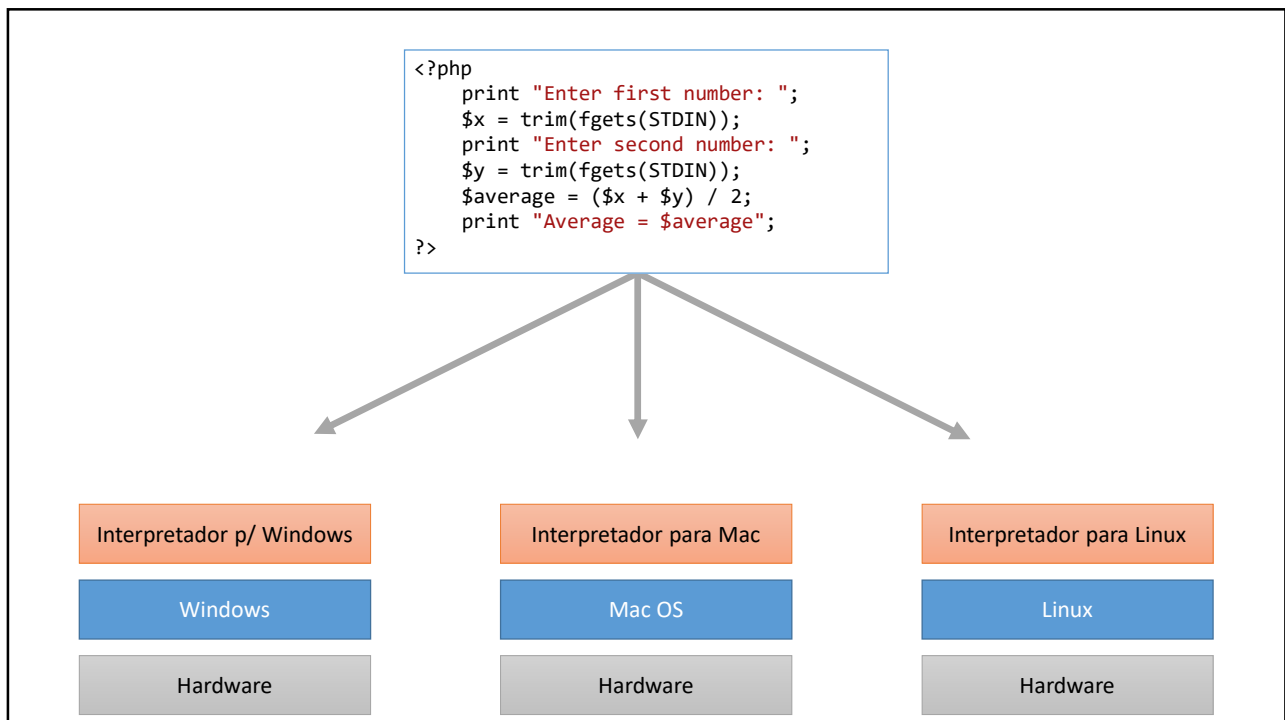 <?php
    print "Enter first number: ";
    $x = trim(fgets(STDIN));
    print "Enter second number: ";
    $y = trim(fgets(STDIN));
    $average = ($x + $y) / 2;
    print "Average = $average";
?>
Interpretador p/ Windows
Interpretador para Mac
Interpretador para Linux
Windows
Mac OS
Linux
Hardware
Hardware
Hardware